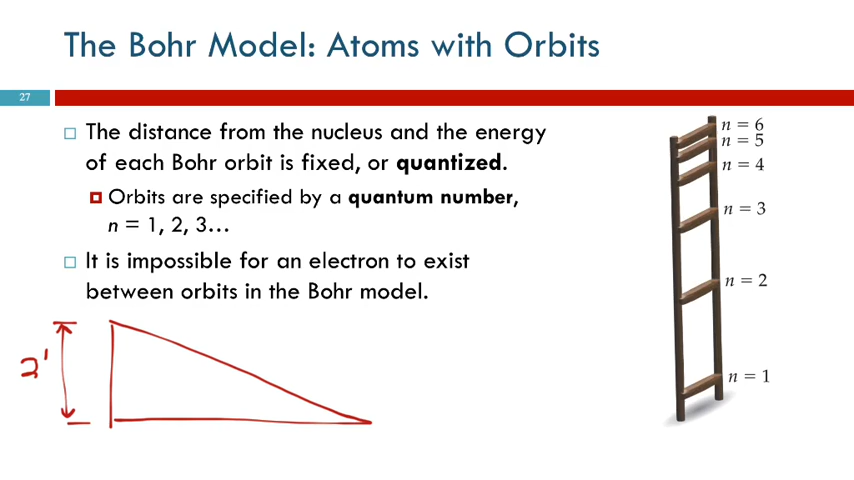 The Bohr Model: Atoms with Orbits
27
The distance from the nucleus and the energy
of each Bohr orbit is fixed, or quantized.
Orbits are specified by a quantum number,
n = 1, 2, 3…
It is impossible for an electron to exist
between orbits in the Bohr model.
2'
n = 6
n = 5
n = 4
n = 3
n = 2
n = 1